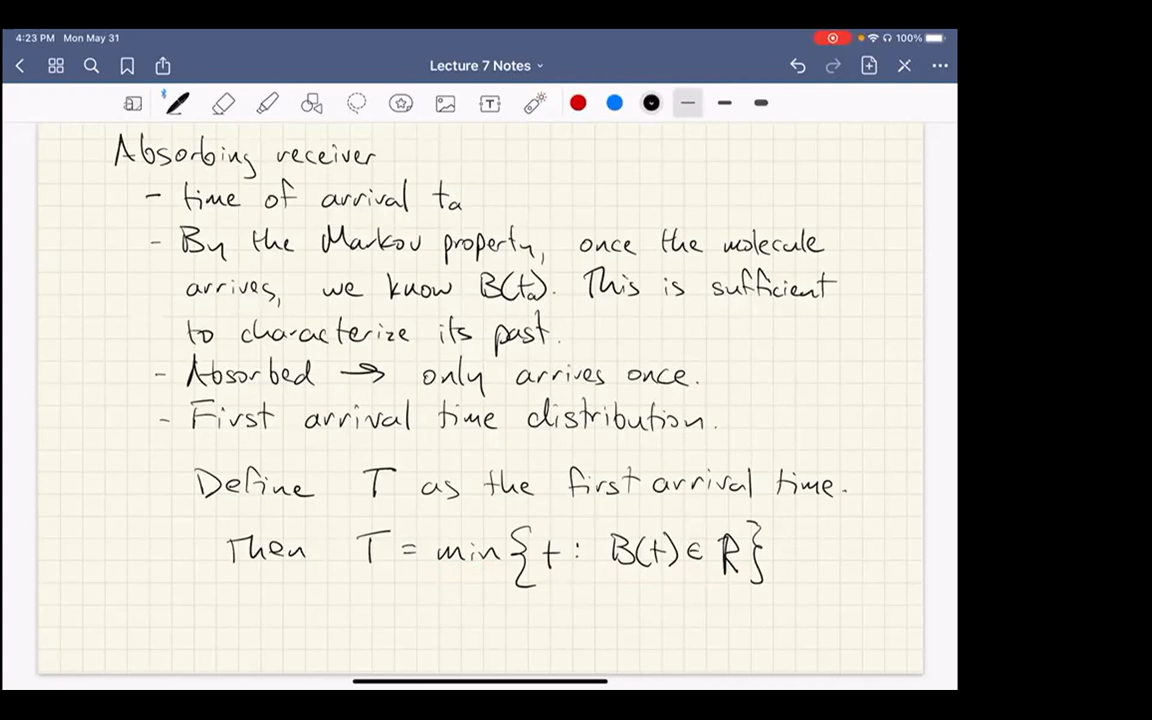 4:23 PM Mon May 31
100%
Lecture 7 Notes
Absorbing receiver
- time of arrival tₐ
- By the Markov property, once the molecule
arrives, we know B(tₐ). This is sufficient
to characterize its past.
- Absorbed → only arrives once.
- First arrival time distribution.
Define T as the first arrival time.
Then T = min{t: B(t) ∈ R}